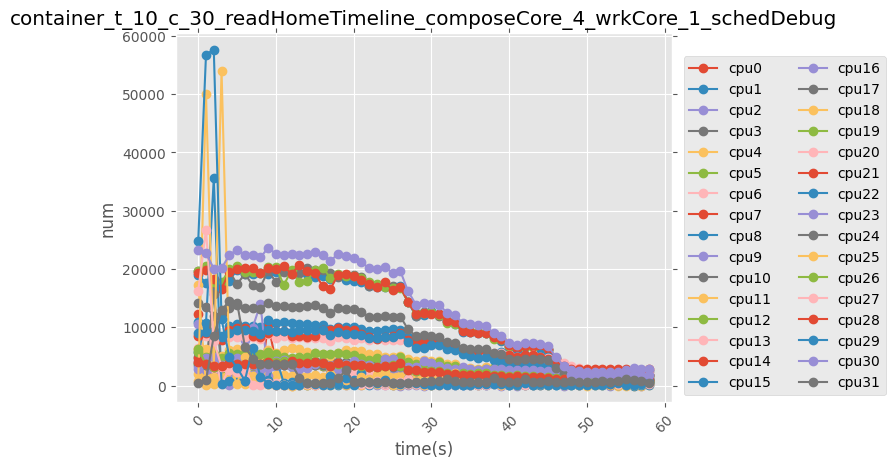 container_t_10_c_30_readHomeTimeline_composeCore_4_wrkCore_1_schedDebug
60000
50000
40000
30000
20000
10000
0
num
0
10
20
30
40
50
60
time(s)
cpu0
cpu1
cpu2
cpu3
cpu4
cpu5
cpu6
cpu7
cpu8
cpu9
cpu10
cpu11
cpu12
cpu13
cpu14
cpu15
cpu16
cpu17
cpu18
cpu19
cpu20
cpu21
cpu22
cpu23
cpu24
cpu25
cpu26
cpu27
cpu28
cpu29
cpu30
cpu31